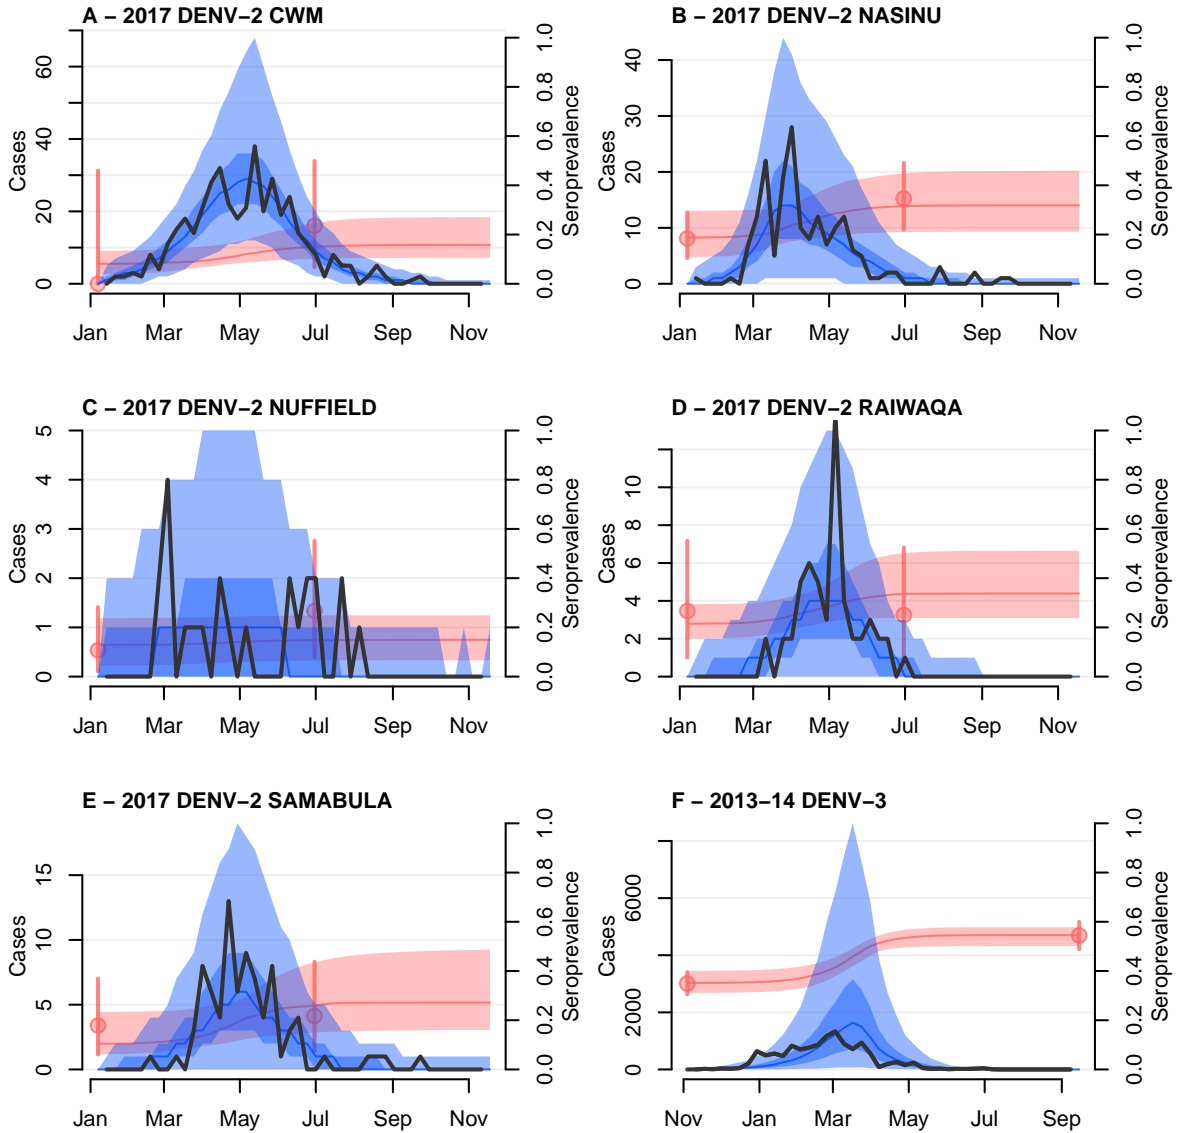 A – 2017 DENV–2 CWM
Cases
0 20 40 60
Seroprevalence
0.0 0.2 0.4 0.6 0.8 1.0
Jan Mar May Jul Sep Nov
B – 2017 DENV–2 NASINU
Cases
0 10 20 30 40
Seroprevalence
0.0 0.2 0.4 0.6 0.8 1.0
Jan Mar May Jul Sep Nov
C – 2017 DENV–2 NUFFIELD
Cases
0 1 2 3 4 5
Seroprevalence
0.0 0.2 0.4 0.6 0.8 1.0
Jan Mar May Jul Sep Nov
D – 2017 DENV–2 RAIWAQA
Cases
0 2 4 6 8 10
Seroprevalence
0.0 0.2 0.4 0.6 0.8 1.0
Jan Mar May Jul Sep Nov
E – 2017 DENV–2 SAMABULA
Cases
0 5 10 15
Seroprevalence
0.0 0.2 0.4 0.6 0.8 1.0
Jan Mar May Jul Sep Nov
F – 2013–14 DENV–3
Cases
0 2000 6000
Seroprevalence
0.0 0.2 0.4 0.6 0.8 1.0
Nov Jan Mar May Jul Sep